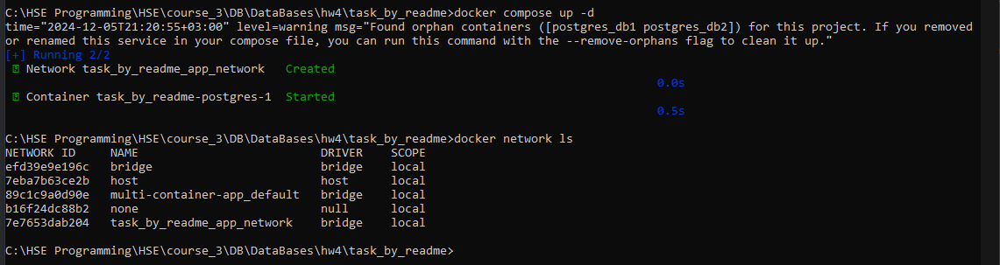 C:\HSE Programming\HSE\course_3\DB\DataBases\hw4\task_by_readme>docker compose up -d
time="2024-12-05T21:20:55+03:00" level=warning msg="Found orphan containers ([postgres_db1 postgres_db2]) for this project. If you removed
or renamed this service in your compose file, you can run this command with the --remove-orphans flag to clean it up."
[+] Running 2/2
Network task_by_readme_app_network   Created
0.0s
Container task_by_readme-postgres-1  Started
0.5s
C:\HSE Programming\HSE\course_3\DB\DataBases\hw4\task_by_readme>docker network ls
NETWORK ID     NAME                          DRIVER    SCOPE
efd39e9e196c   bridge                        bridge    local
7eba7b63ce2b   host                          host      local
89c1c9a0d90e   multi-container-app_default   bridge    local
b16f24dc88b2   none                          null      local
7e7653dab204   task_by_readme_app_network    bridge    local
C:\HSE Programming\HSE\course_3\DB\DataBases\hw4\task_by_readme>